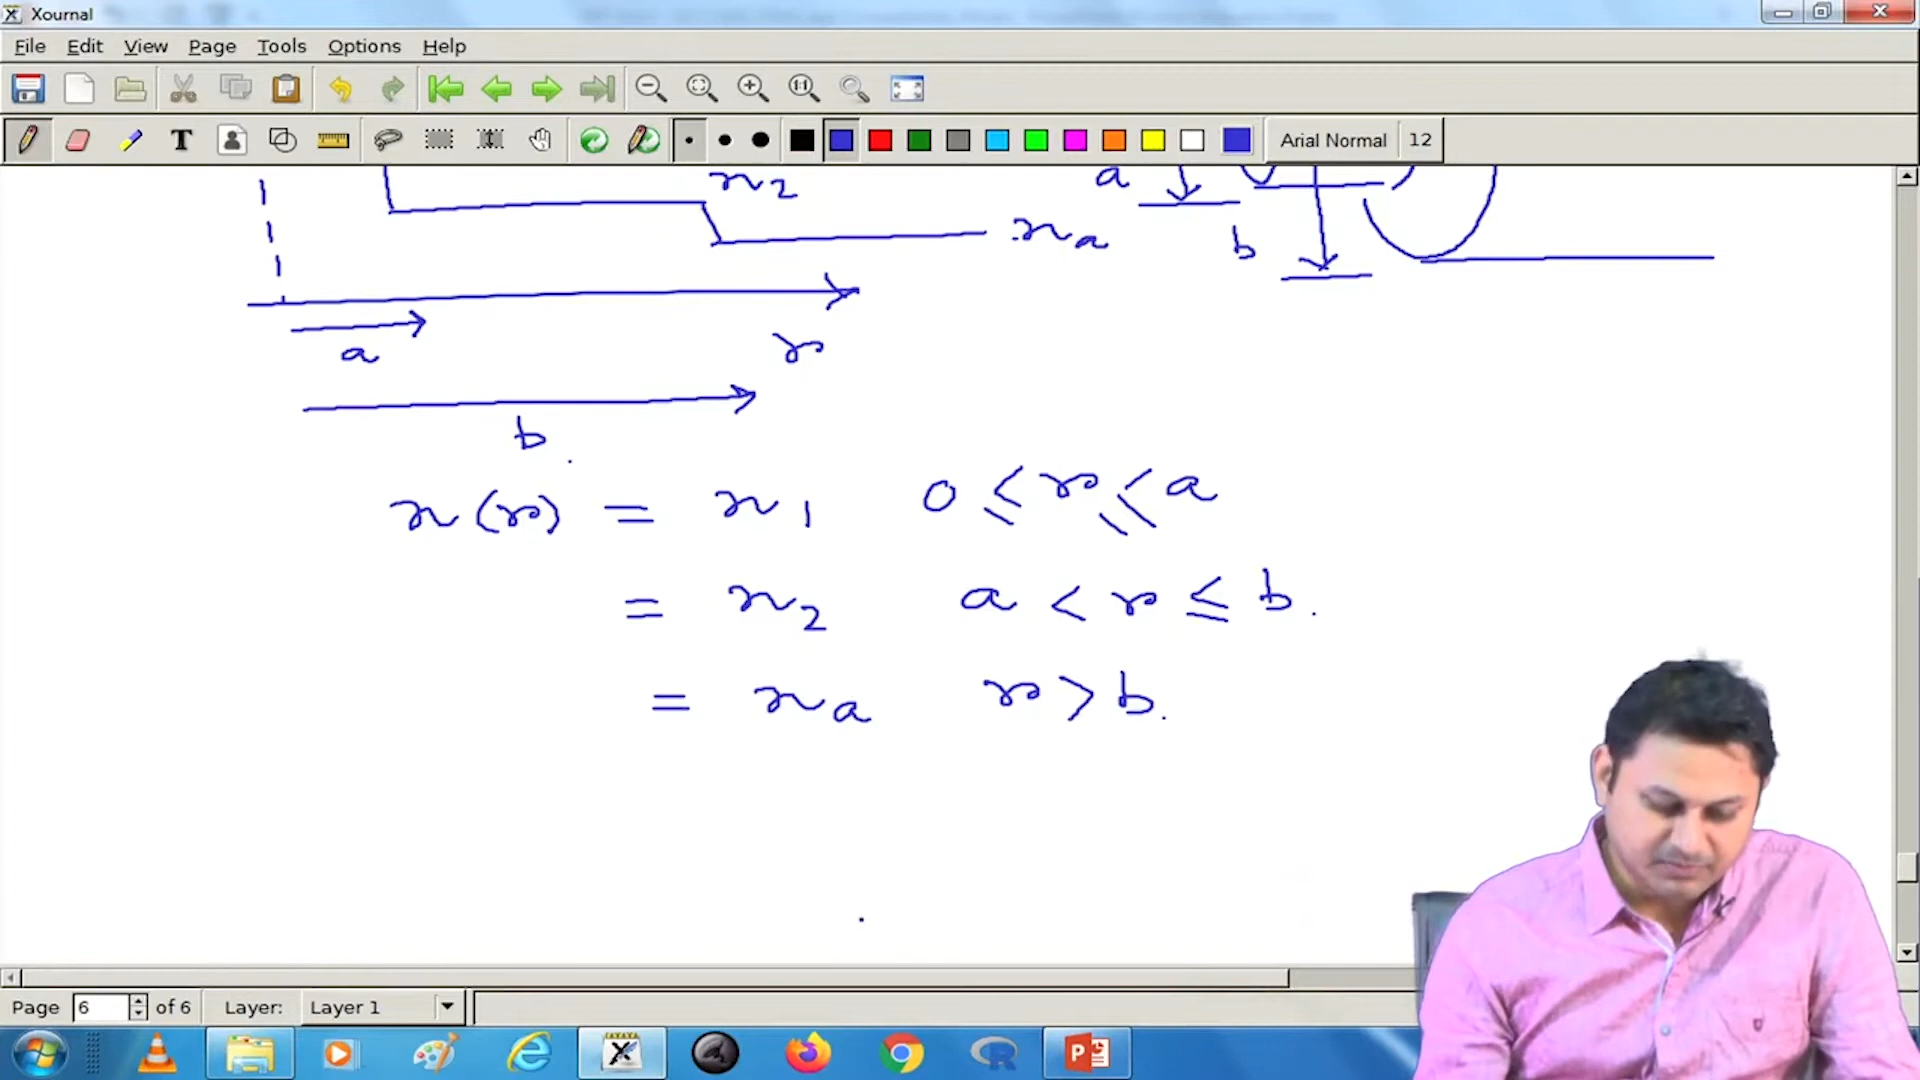 Xournal
File Edit View Page Tools Options Help
Arial Normal 12
n2
na
a
b
a
r
b
n(r) = n1 0 ≤ r ≤ a
= n2 a < r ≤ b.
= na r > b.
Page 6 of 6 Layer: Layer 1